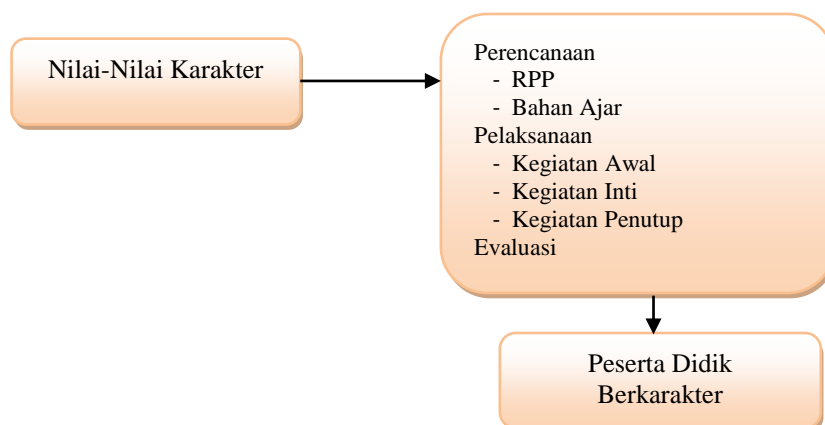 Nilai-Nilai Karakter
Perencanaan
- RPP
- Bahan Ajar
Pelaksanaan
- Kegiatan Awal
- Kegiatan Inti
- Kegiatan Penutup
Evaluasi
Peserta Didik
Berkarakter